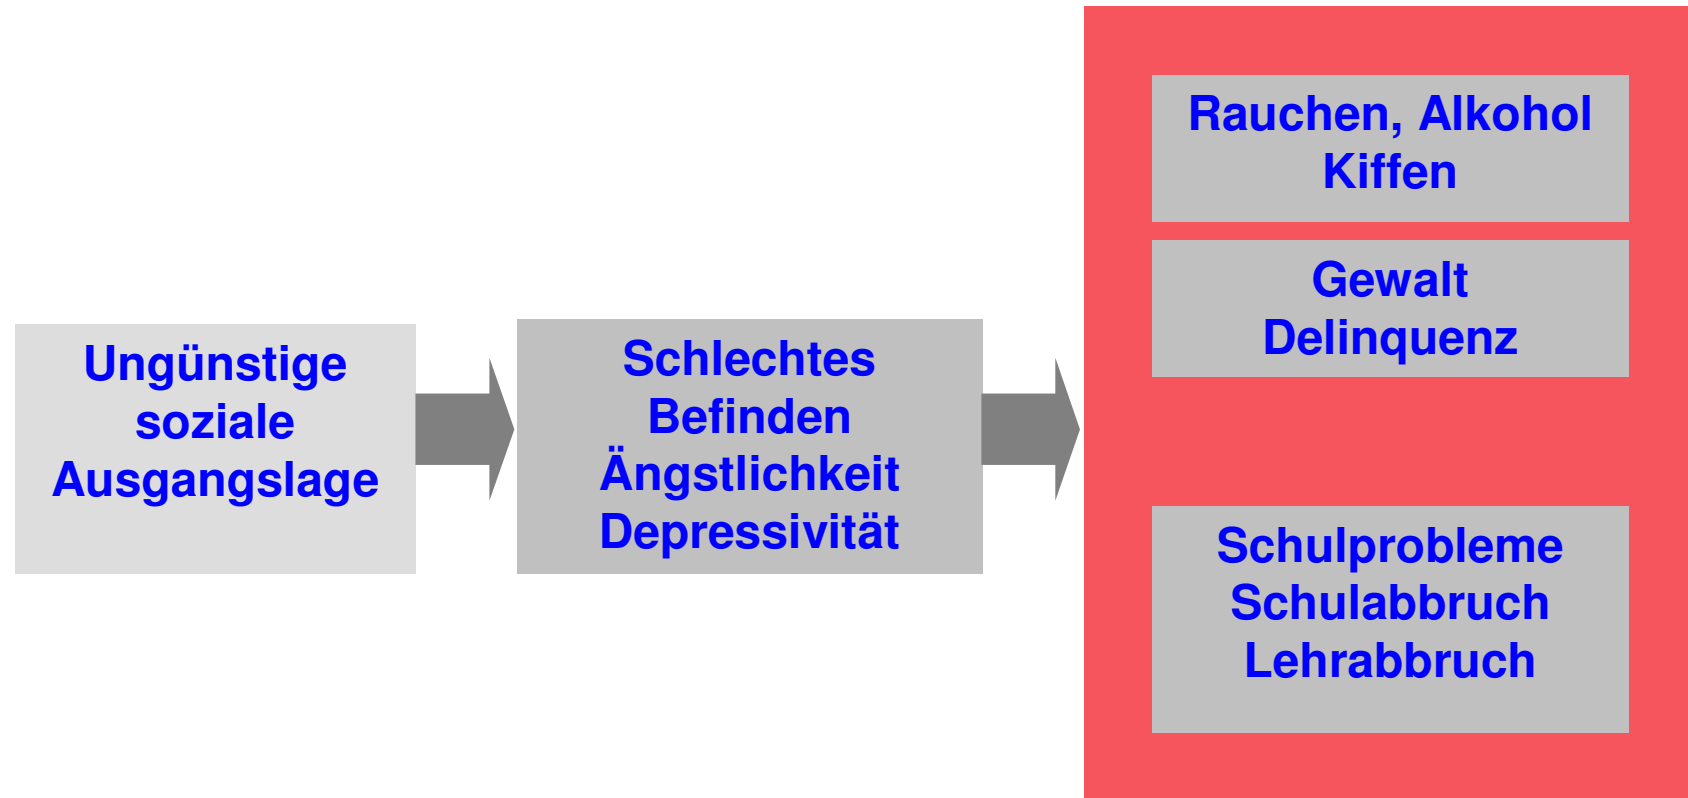 Ungünstige
soziale
Ausgangslage
Schlechtes
Befinden
Ängstlichkeit
Depressivität
Rauchen, Alkohol
Kiffen
Gewalt
Delinquenz
Schulprobleme
Schulabbruch
Lehrabbruch